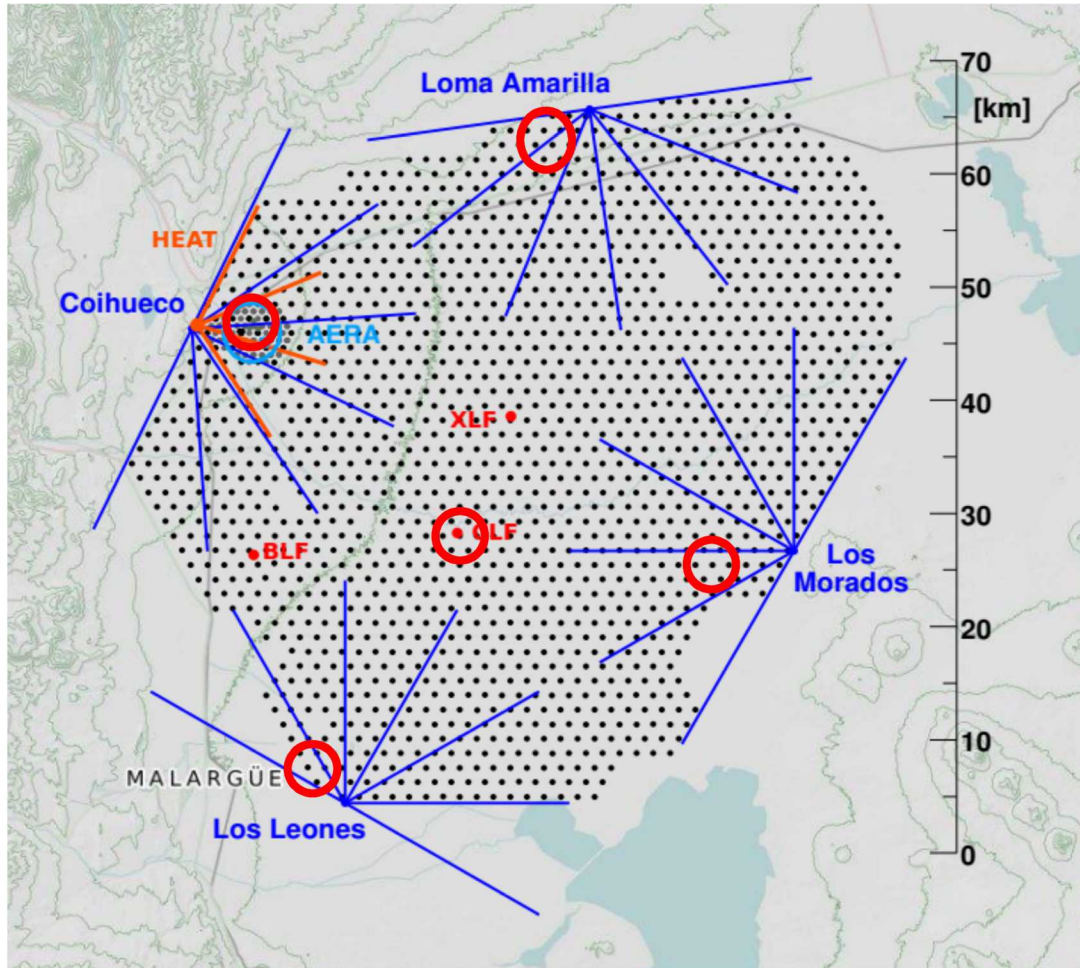 Loma Amarilla
70
[km]
60
HEAT
50
Coihueco
AERA
40
XLF
30
CLF
BLF
Los
Morados
20
10
MALARGÜE
Los Leones
0